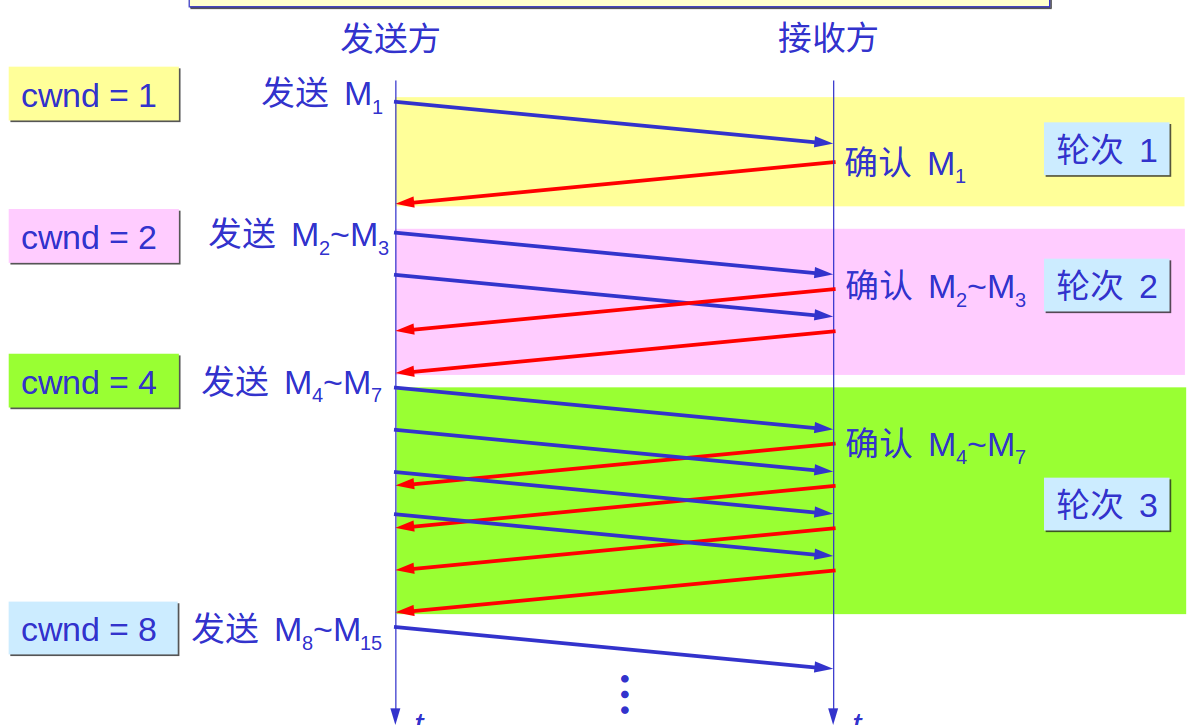 发送方 接收方
cwnd = 1 发送 M₁
确认 M₁ 轮次 1
cwnd = 2 发送 M₂~M₃
确认 M₂~M₃ 轮次 2
cwnd = 4 发送 M₄~M₇
确认 M₄~M₇
轮次 3
cwnd = 8 发送 M₈~M₁₅
t t